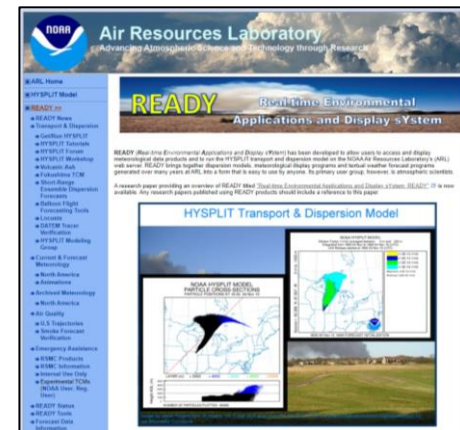 NOAA
Air Resources Laboratory
Advancing Atmospheric Science and Technology through Research
ARL Home
HYSPLIT Model
READY >>
READY News
Transport & Dispersion
Get/Run HYSPLIT
HYSPLIT Tutorials
HYSPLIT Forum
HYSPLIT Workshop
Volcanic Ash
Fukushima TCM
Short-Range
Ensemble Dispersion
Forecasts
Balloon Flight
Forecasting Tools
Locusts
DATEM Tracer
Verification
HYSPLIT Modeling
Group
Current & Forecast
Meteorology
North America
Animations
Archived Meteorology
North America
Air Quality
U.S Trajectories
Smoke Forecast
Verification
Emergency Assistance
RSMC Products
RSMC Information
Internal Use Only
Experimental TCMs
(NOAA User. Reg.
User)
READY Status
READY Tools
Forecast Data
Information
READY Real-time Environmental
Applications and Display sYstem
READY (Real-time Environmental Applications and Display sYstem) has been developed to allow users to access and display
meteorological data products and to run the HYSPLIT transport and dispersion model on the NOAA Air Resources Laboratory's (ARL)
web server. READY brings together dispersion models, meteorological display programs and textual weather forecast programs
generated over many years at ARL into a form that is easy to use by anyone. Its primary user group, however, is atmospheric scientists.
A research paper providing an overview of READY titled "Real-time Environmental Applications and Display sYstem: READY" is now
available. Any research papers published using READY products should include a reference to this paper.
HYSPLIT Transport & Dispersion Model
NOAA HYSPLIT MODEL
PARTICLE CROSS-SECTIONS
NOAA HYSPLIT MODEL